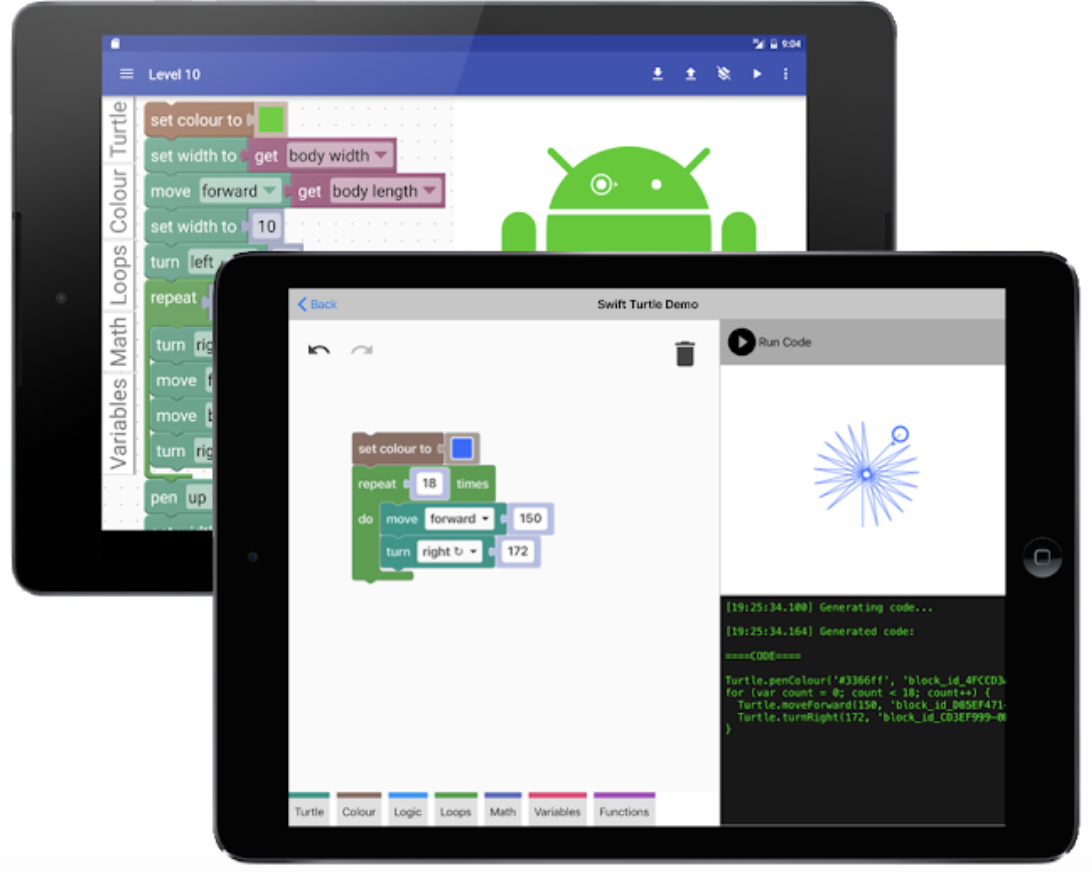 9:04
Level 10
Turtle
Colour
Loops
Math
Variables
set colour to
set width to get body width
move forward get body length
set width to 10
turn left
repeat
turn
move
move
turn
pen up
Back
Swift Turtle Demo
Run Code
set colour to
repeat 18 times
do move forward 150
turn right ↻ 172
[19:25:34.100] Generating code...
[19:25:34.164] Generated code:
====CODE====
Turtle.penColour('#3366ff', 'block_id_4FCCD3
for (var count = 0; count < 18; count++) {
Turtle.moveForward(150, 'block_id_DB5EF471-
Turtle.turnRight(172, 'block_id_CD3EF999-0
}
Turtle Colour Logic Loops Math Variables Functions